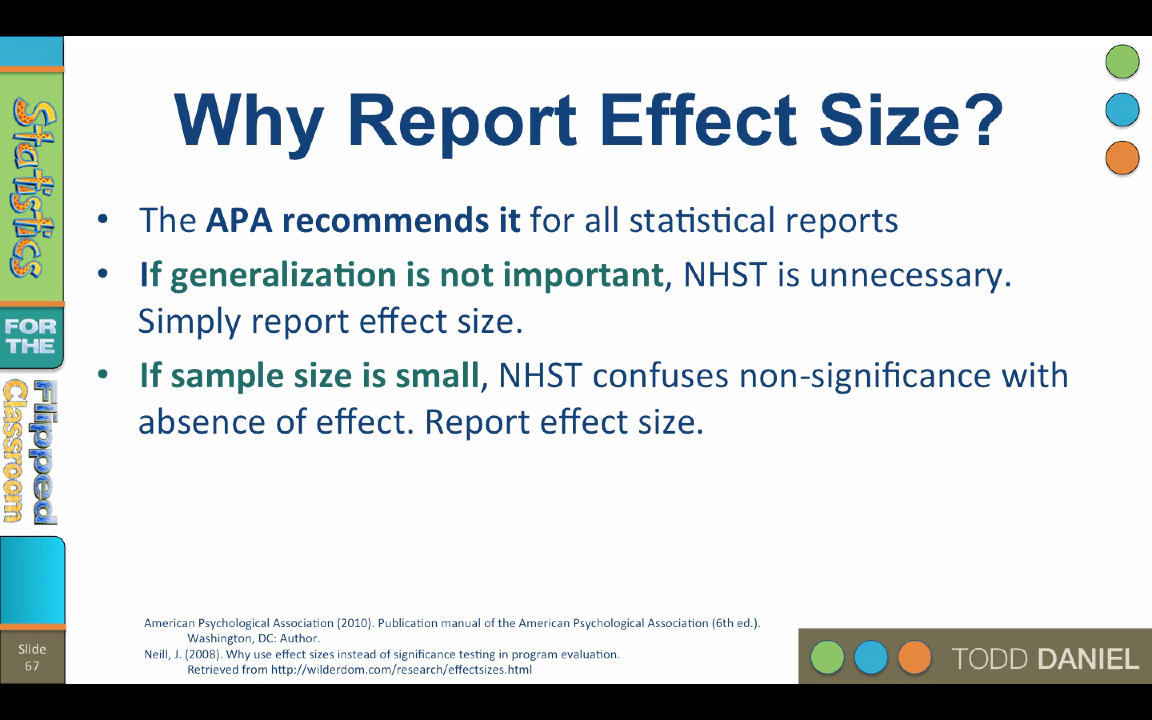 Why Report Effect Size?
• The APA recommends it for all statistical reports
• If generalization is not important, NHST is unnecessary.
Simply report effect size.
• If sample size is small, NHST confuses non-significance with
absence of effect. Report effect size.
American Psychological Association (2010). Publication manual of the American Psychological Association (6th ed.).
Washington, DC: Author.
Neill, J. (2008). Why use effect sizes instead of significance testing in program evaluation.
Retrieved from http://wilderdom.com/research/effectsizes.html
Statistics
FOR
THE
Flipped
Classroom
Slide
67
TODD DANIEL